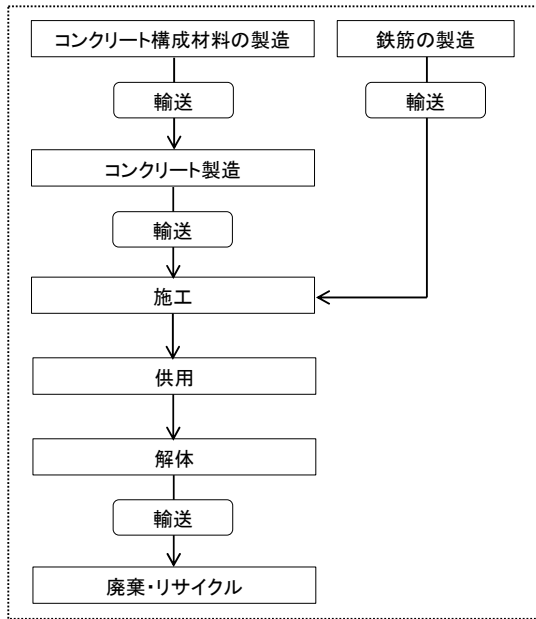 コンクリート構成材料の製造
鉄筋の製造
輸送
輸送
コンクリート製造
輸送
施工
供用
解体
輸送
廃棄・リサイクル